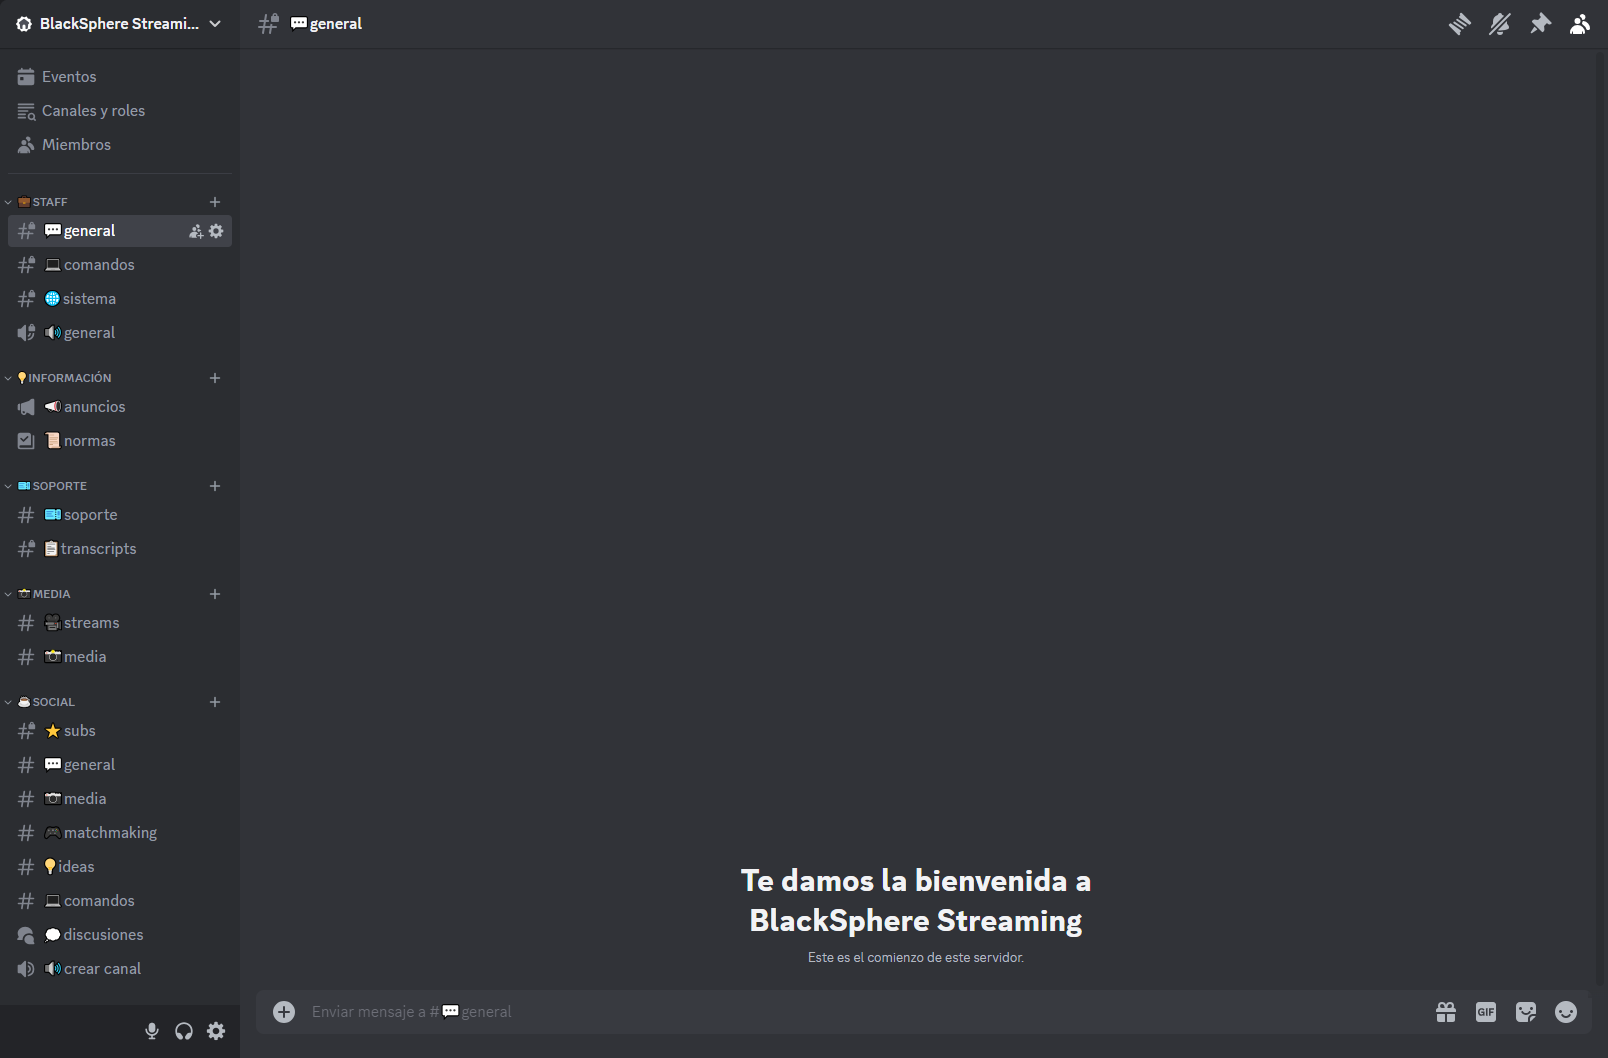 BlackSphere Streami...
Eventos
Canales y roles
Miembros
STAFF
general
comandos
sistema
general
INFORMACIÓN
anuncios
normas
SOPORTE
soporte
transcripts
MEDIA
streams
media
SOCIAL
subs
general
media
matchmaking
ideas
comandos
discusiones
crear canal
general
Te damos la bienvenida a
BlackSphere Streaming
Este es el comienzo de este servidor.
Enviar mensaje a #💬general
GIF